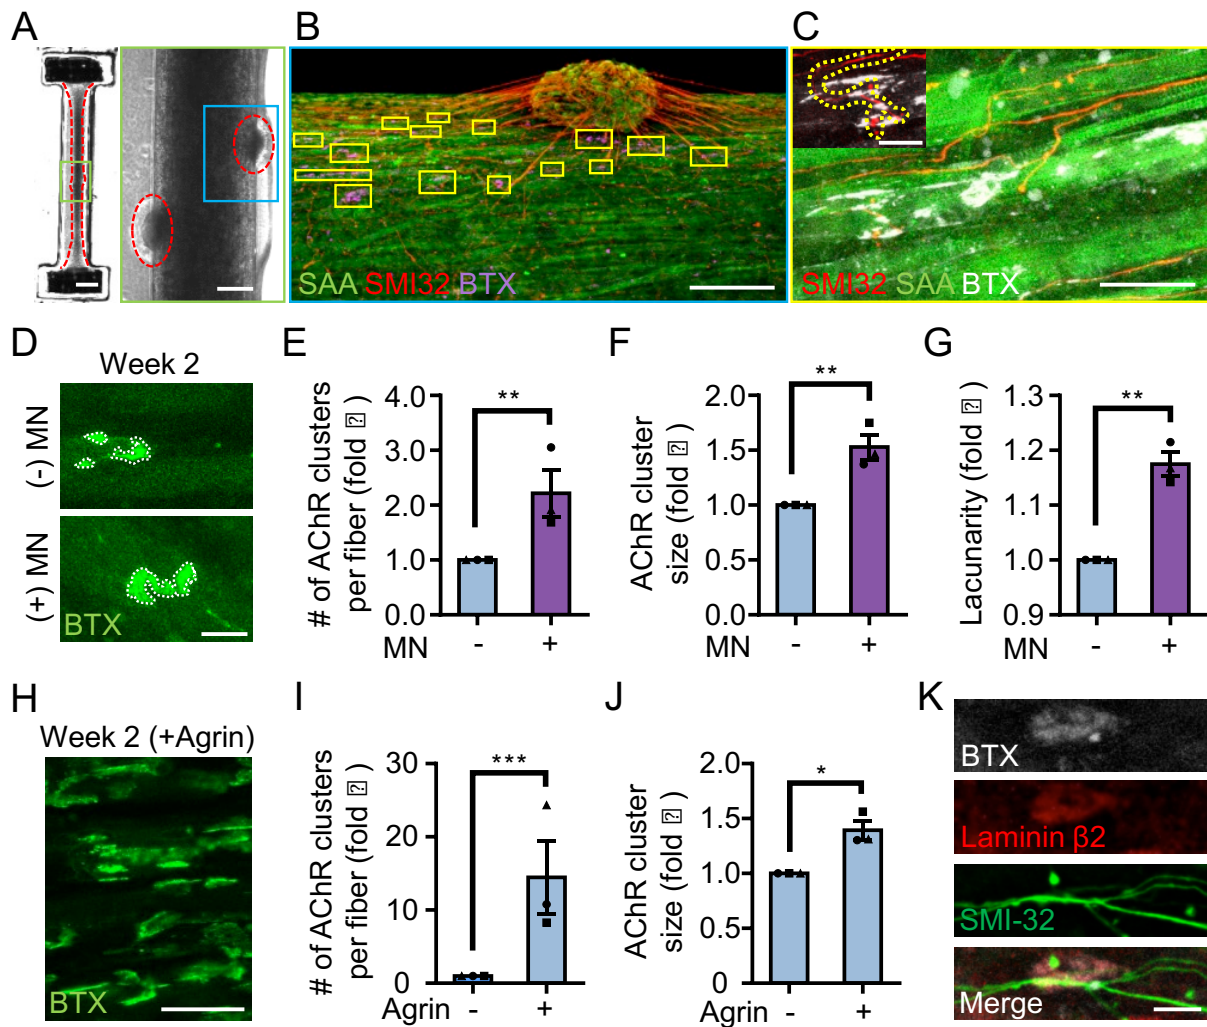 A
B
C
SAA SMI32 BTX
SMI32 SAA BTX
D
Week 2
(-) MN
(+) MN
BTX
E
# of AChR clusters
per fiber (fold )
4.0
3.0
2.0
1.0
0.0
**
MN
-
+
F
AChR cluster
size (fold )
2.0
1.5
1.0
0.5
0.0
**
MN
-
+
G
Lacunarity (fold )
1.3
1.2
1.1
1.0
0.9
**
MN
-
+
H
Week 2 (+Agrin)
BTX
I
# of AChR clusters
per fiber (fold )
30
20
10
0
***
Agrin
-
+
J
AChR cluster
size (fold )
2.0
1.5
1.0
0.5
0
*
Agrin
-
+
K
BTX
Laminin β2
SMI-32
Merge